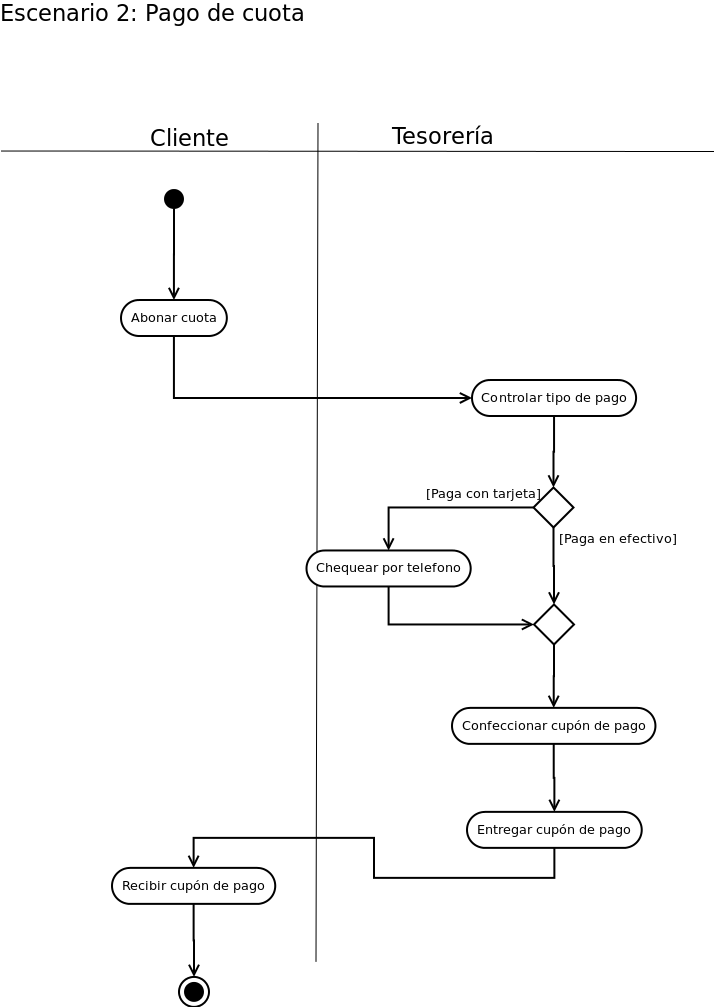 Escenario 2: Pago de cuota
Cliente
Tesorería
Abonar cuota
Controlar tipo de pago
[Paga con tarjeta]
[Paga en efectivo]
Chequear por telefono
Confeccionar cupón de pago
Entregar cupón de pago
Recibir cupón de pago